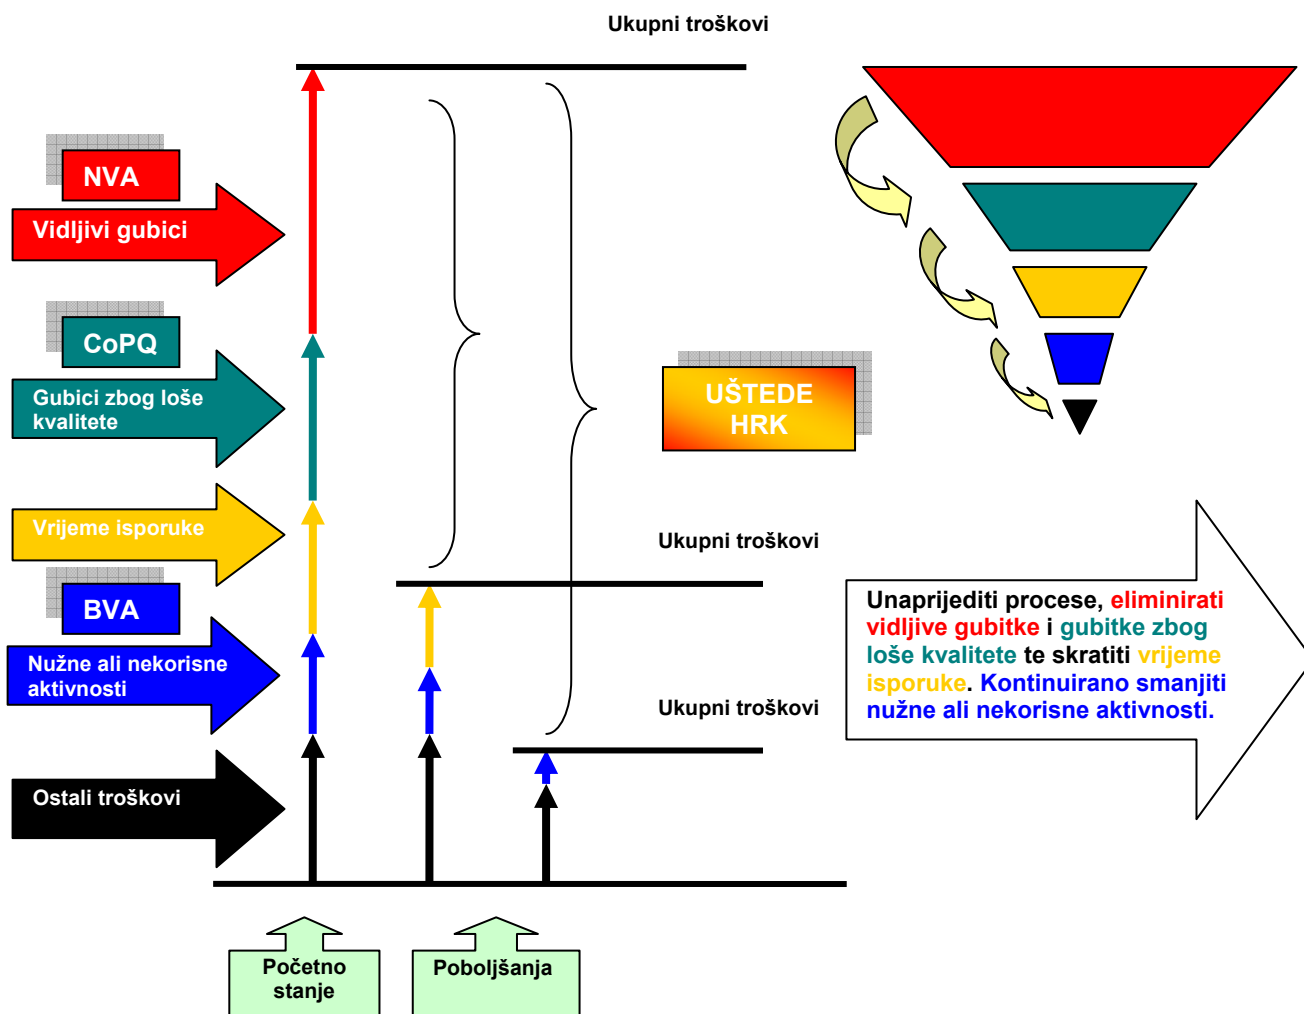 Ukupni troškovi
NVA
Vidljivi gubici
CoPQ
Gubici zbog loše
kvalitete
UŠTEDE
HRK
Vrijeme isporuke
Ukupni troškovi
BVA
Nužne ali nekorisne
aktivnosti
Unaprijediti procese, eliminirati
vidljive gubitke i gubitke zbog
loše kvalitete te skratiti vrijeme
isporuke. Kontinuirano smanjiti
nužne ali nekorisne aktivnosti.
Ukupni troškovi
Ostali troškovi
Početno
stanje
Poboljšanja